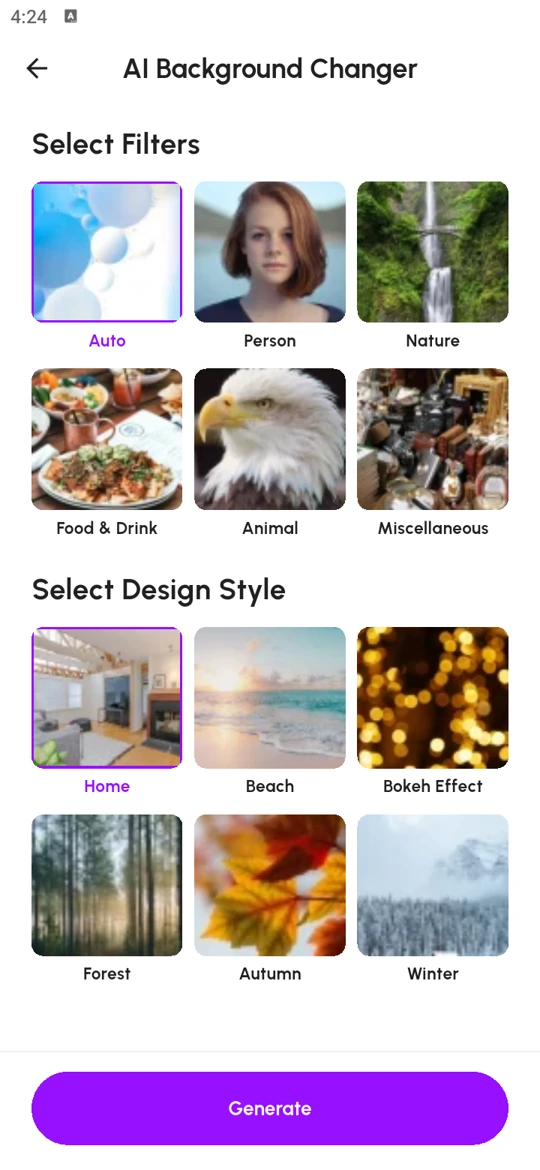 4:24
A
AI Background Changer
Select Filters
Auto
Person
Nature
Food & Drink
Animal
Miscellaneous
Select Design Style
Home
Beach
Bokeh Effect
Forest
Autumn
Winter
Generate